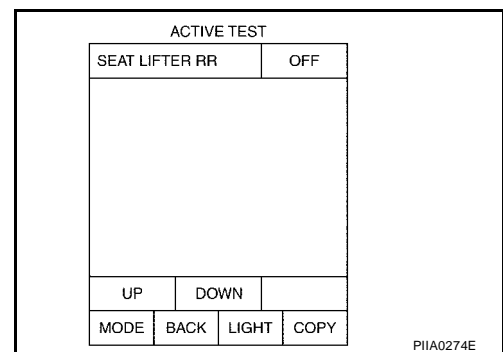 ACTIVE TEST
SEAT LIFTER RR OFF
UP DOWN
MODE BACK LIGHT COPY
PIIA0274E